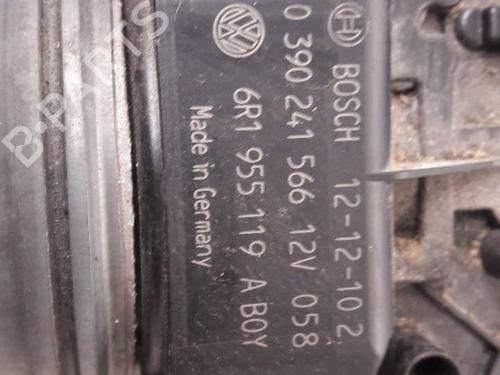 BOSCH 12-12-10 2
0 390 241 566 12V 058
6R1 955 119 A BOY
Made in Germany
B-PARTS